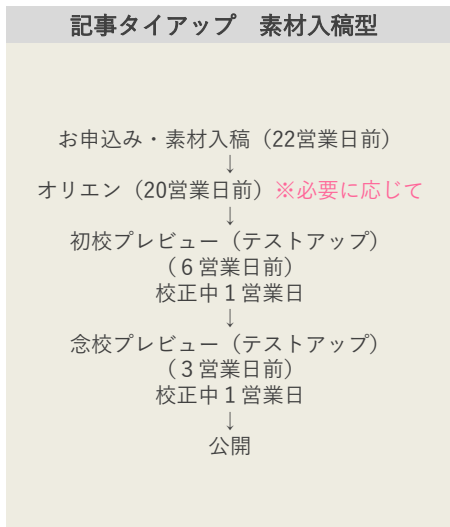 記事タイアップ　素材入稿型
お申込み・素材入稿（22営業日前）
↓
オリエン（20営業日前）※必要に応じて
↓
初校プレビュー（テストアップ）
（６営業日前）
校正中１営業日
↓
念校プレビュー（テストアップ）
（３営業日前）
校正中１営業日
↓
公開